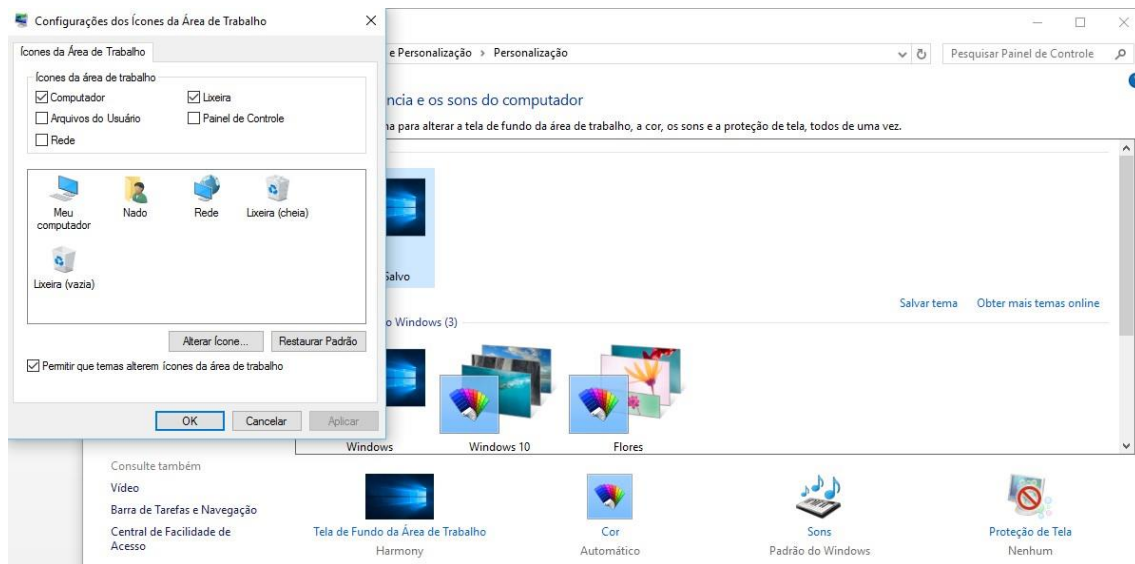 Configurações dos Ícones da Área de Trabalho
Ícones da Área de Trabalho
Ícones da área de trabalho
Computador
Lixeira
Arquivos do Usuário
Painel de Controle
Rede
Meu computador
Nado
Rede
Lixeira (cheia)
Lixeira (vazia)
Alterar Ícone...
Restaurar Padrão
Permitir que temas alterem ícones da área de trabalho
OK
Cancelar
Aplicar
e Personalização > Personalização
Pesquisar Painel de Controle
ncia e os sons do computador
na para alterar a tela de fundo da área de trabalho, a cor, os sons e a proteção de tela, todos de uma vez.
Salvo
Salvar tema
Obter mais temas online
o Windows (3)
Windows
Windows 10
Flores
Consulte também
Vídeo
Barra de Tarefas e Navegação
Central de Facilidade de
Acesso
Tela de Fundo da Área de Trabalho
Harmony
Cor
Automático
Sons
Padrão do Windows
Proteção de Tela
Nenhum